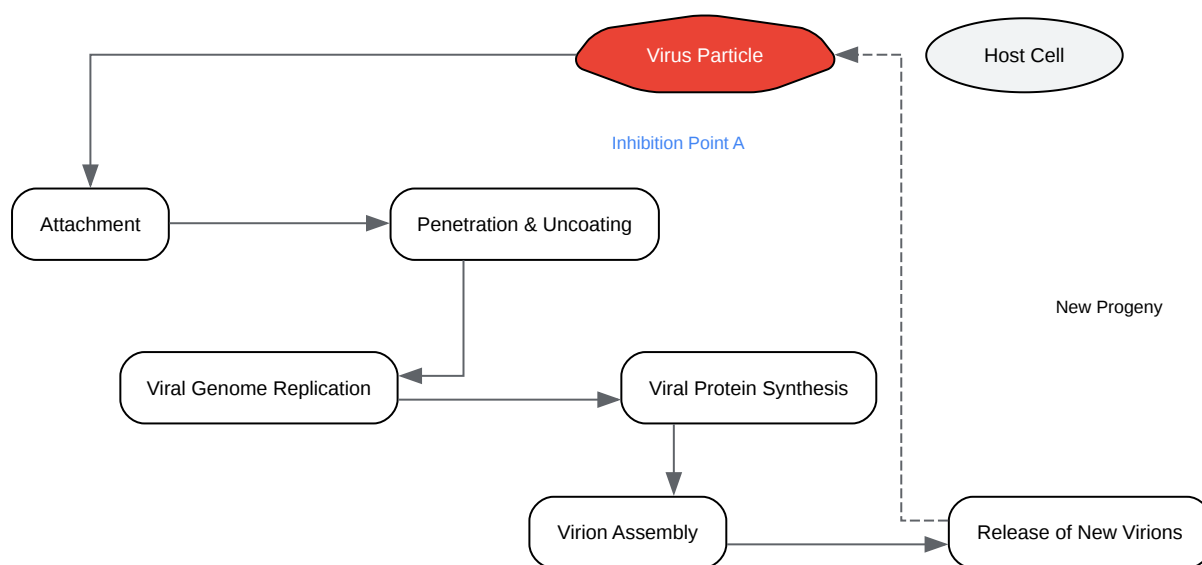 Virus Particle
Host Cell
Inhibition Point A
Attachment
Penetration & Uncoating
New Progeny
Viral Genome Replication
Viral Protein Synthesis
Virion Assembly
Release of New Virions